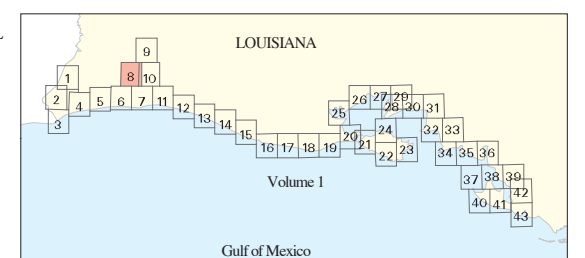 L
LOUISIANA
9
1 8 10
2 4 5 6 7 11 12
3 13 14 15
16 17 18 19
25 26 27 29
28 30 31
20 21 24 22 23
32 33
34 35 36
37 38 39
40 41 42
43
Volume 1
Gulf of Mexico